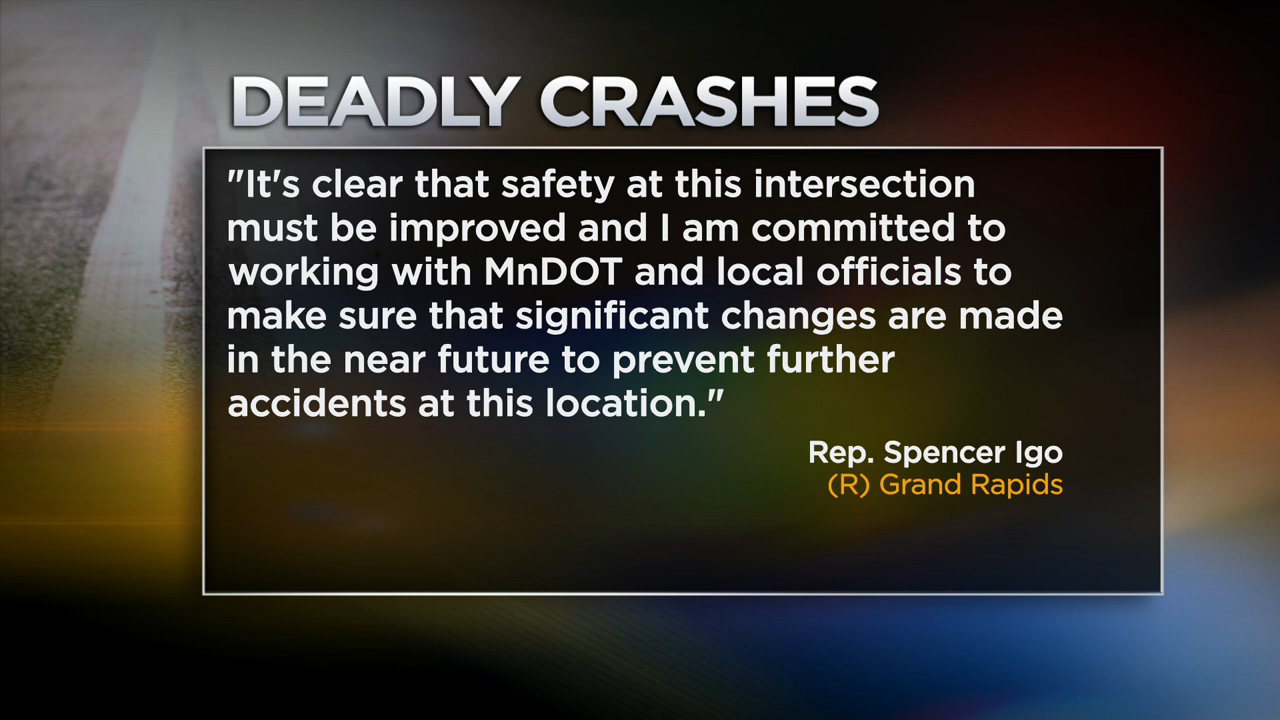 DEADLY CRASHES
"It's clear that safety at this intersection
must be improved and I am committed to
working with MnDOT and local officials to
make sure that significant changes are made
in the near future to prevent further
accidents at this location."
Rep. Spencer Igo
(R) Grand Rapids